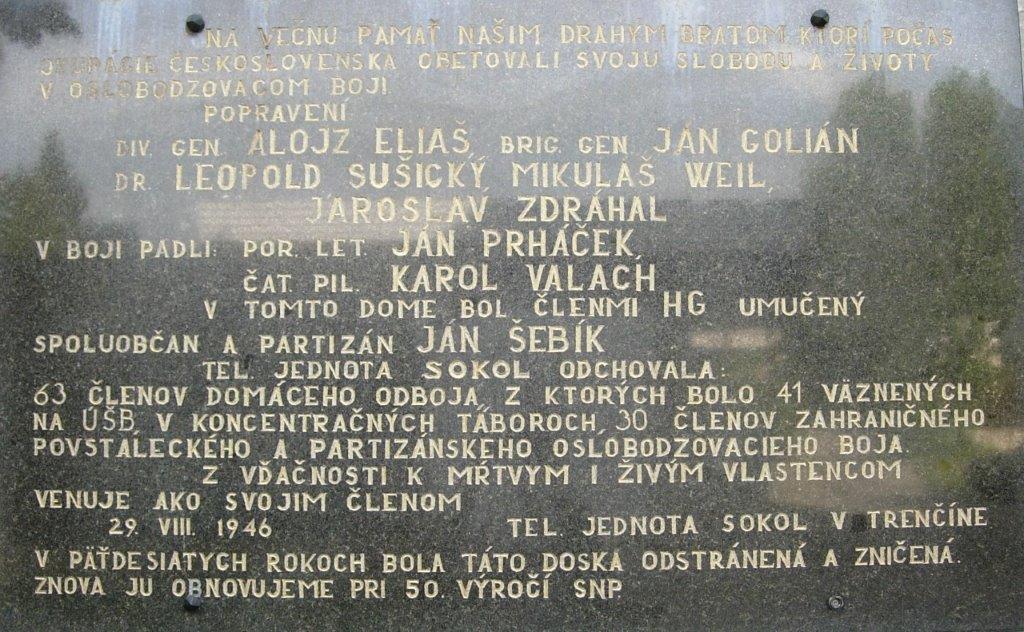 NA VEČNU PAMAŤ NAŠIM DRAHÝM BRATOM, KTORÍ POČAS
OKUPÁCIE ČESKOSLOVENSKA OBETOVALI SVOJU SLOBODU A ŽIVOTY
V OSLOBODZOVACOM BOJI
POPRAVENÍ
DIV. GEN. ALOJZ ELIAŠ, BRIG. GEN. JÁN GOLIÁN
DR. LEOPOLD SUŠICKÝ, MIKULÁŠ WEIL,
JAROSLAV ZDRÁHAL
V BOJI PADLI: POR. LET. JÁN PRHÁČEK,
ČAT. PIL. KAROL VALACH
V TOMTO DOME BOL ČLENMI HG UMUČENÝ
SPOLUOBČAN A PARTIZÁN JÁN ŠEBÍK
TEL. JEDNOTA SOKOL ODCHOVALA:
63 ČLENOV DOMÁCEHO ODBOJA, Z KTORÝCH BOLO 41 VÄZNENÝCH
NA ÚŠB, V KONCENTRAČNÝCH TÁBOROCH, 30 ČLENOV ZAHRANIČNÉHO
POVSTALECKÉHO A PARTIZÁNSKEHO OSLOBODZOVACIEHO BOJA.
Z VĎAČNOSTI K MŔTVYM I ŽIVÝM VLASTENCOM
VENUJE AKO SVOJIM ČLENOM
29. VIII. 1946 TEL. JEDNOTA SOKOL V TRENČÍNE
V PÄŤDESIATYCH ROKOCH BOLA TÁTO DOSKA ODSTRÁNENÁ A ZNIČENÁ.
ZNOVA JU OBNOVUJEME PRI 50. VÝROČÍ SNP.